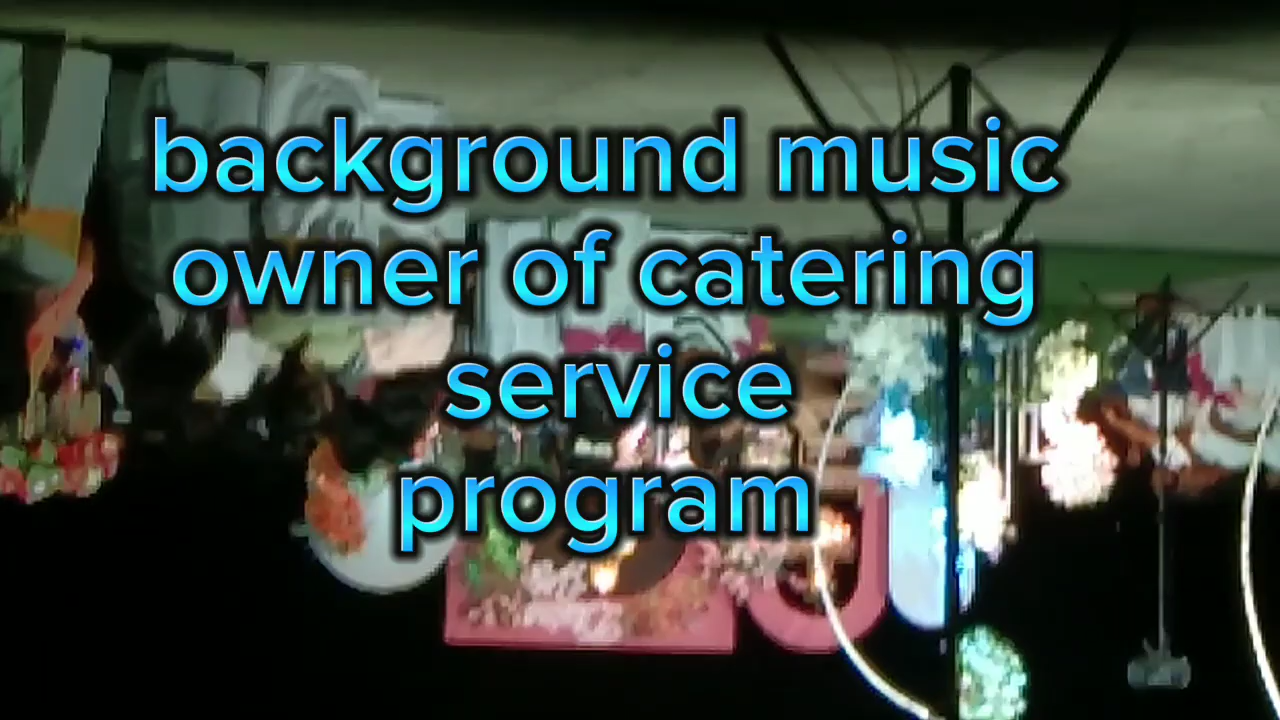 background music
owner of catering
service
program